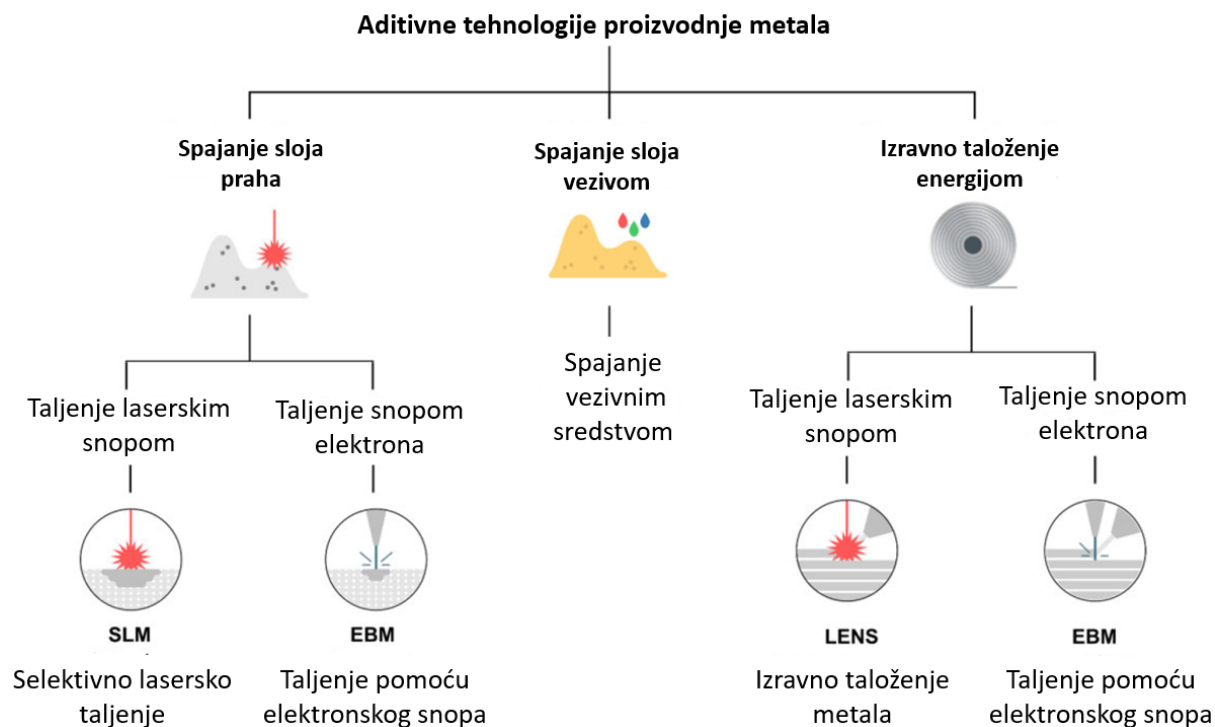 Aditivne tehnologije proizvodnje metala
Spajanje sloja
praha
Spajanje sloja
vezivom
Izravno taloženje
energijom
Taljenje laserskim
snopom
Taljenje snopom
elektrona
Spajanje
vezivnim
sredstvom
Taljenje laserskim
snopom
Taljenje snopom
elektrona
SLM
EBM
LENS
EBM
Selektivno lasersko
taljenje
Taljenje pomoću
elektronskog snopa
Izravno taloženje
metala
Taljenje pomoću
elektronskog snopa